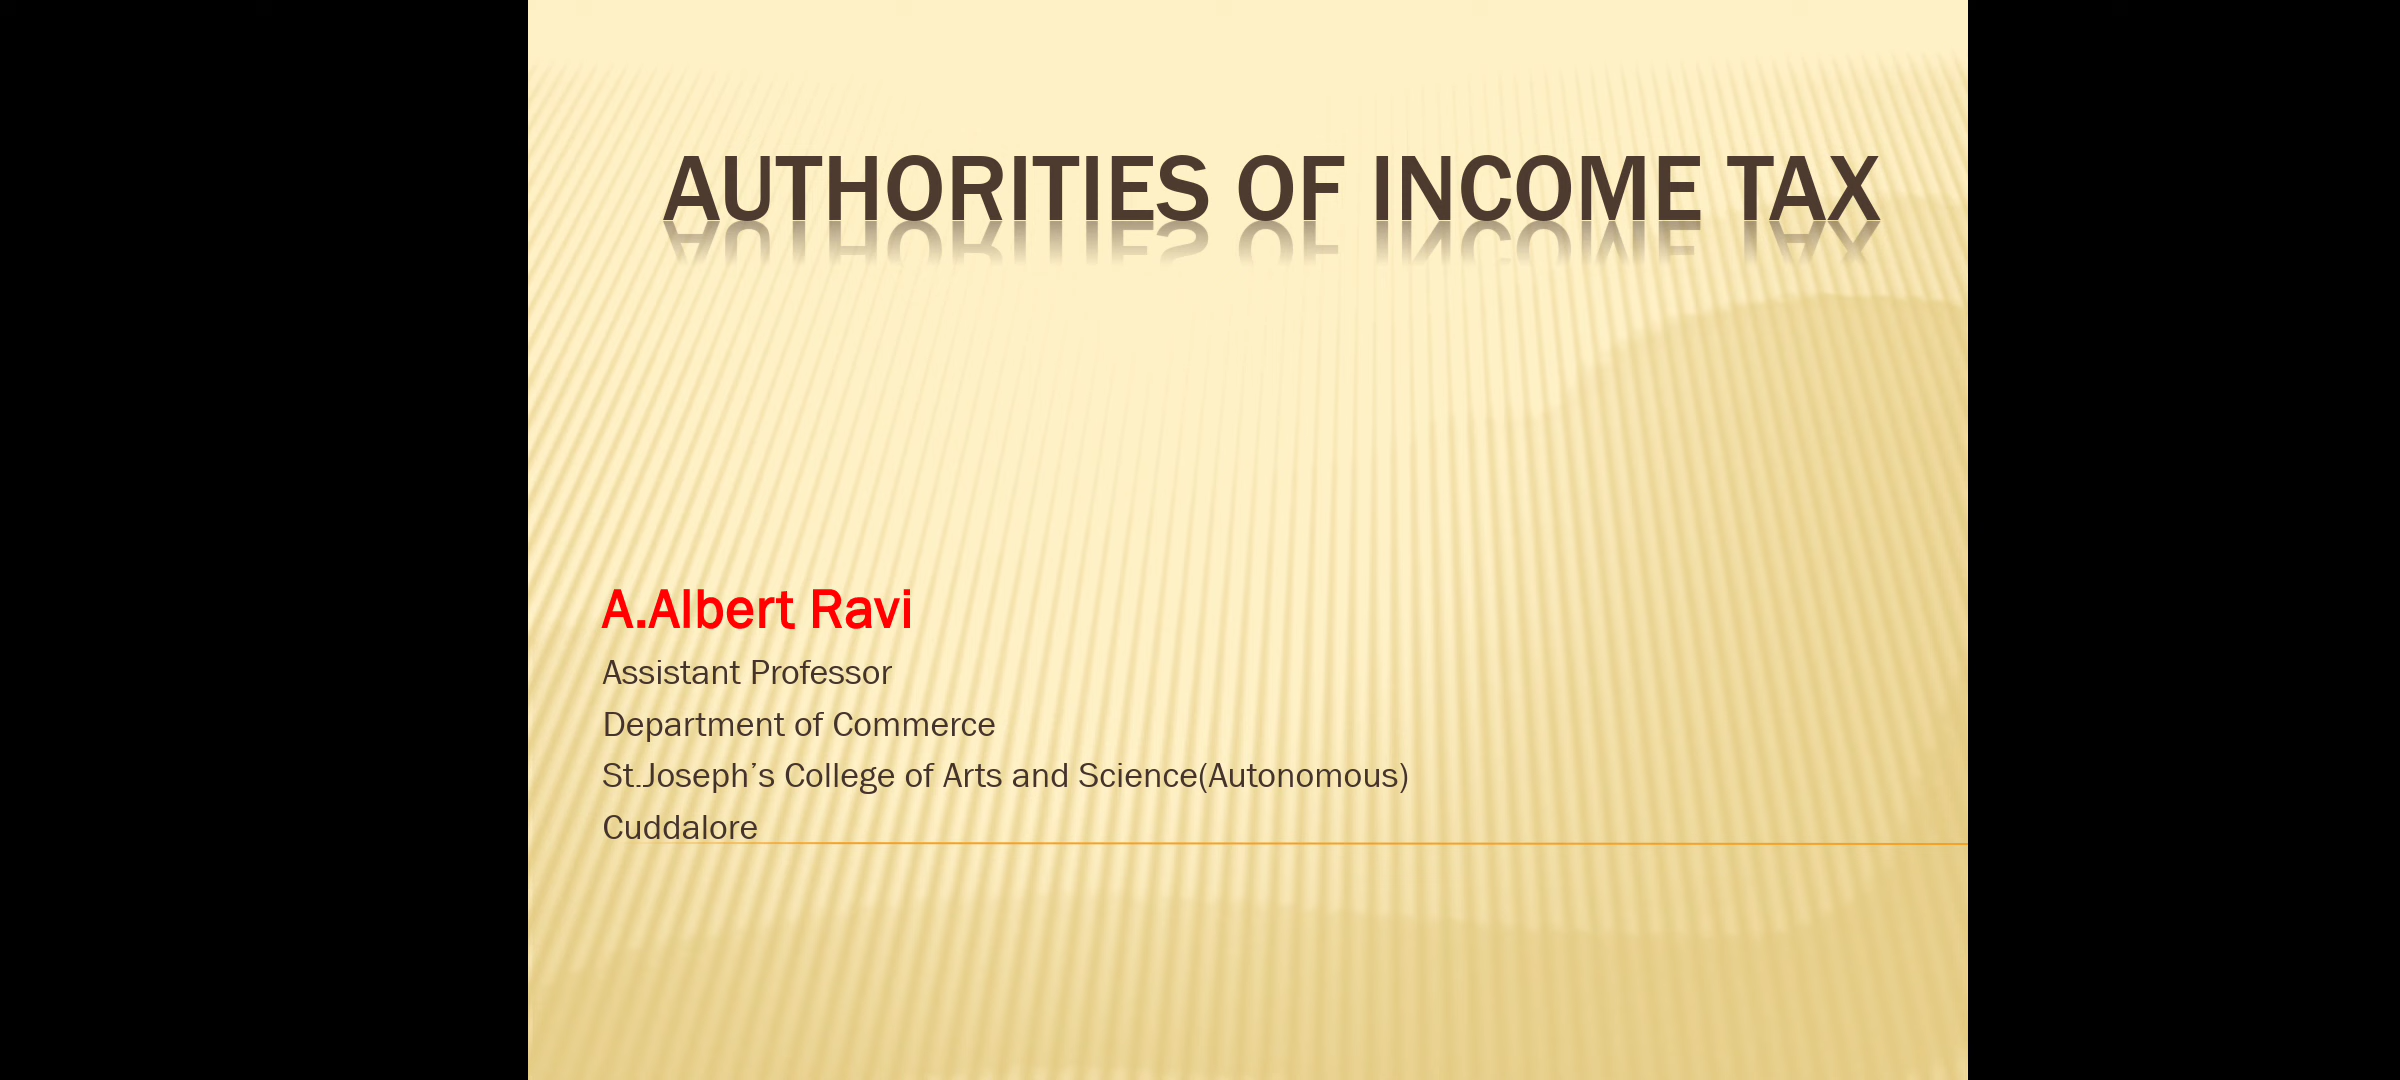 AUTHORITIES OF INCOME TAX
A.Albert Ravi
Assistant Professor
Department of Commerce
St.Joseph’s College of Arts and Science(Autonomous)
Cuddalore